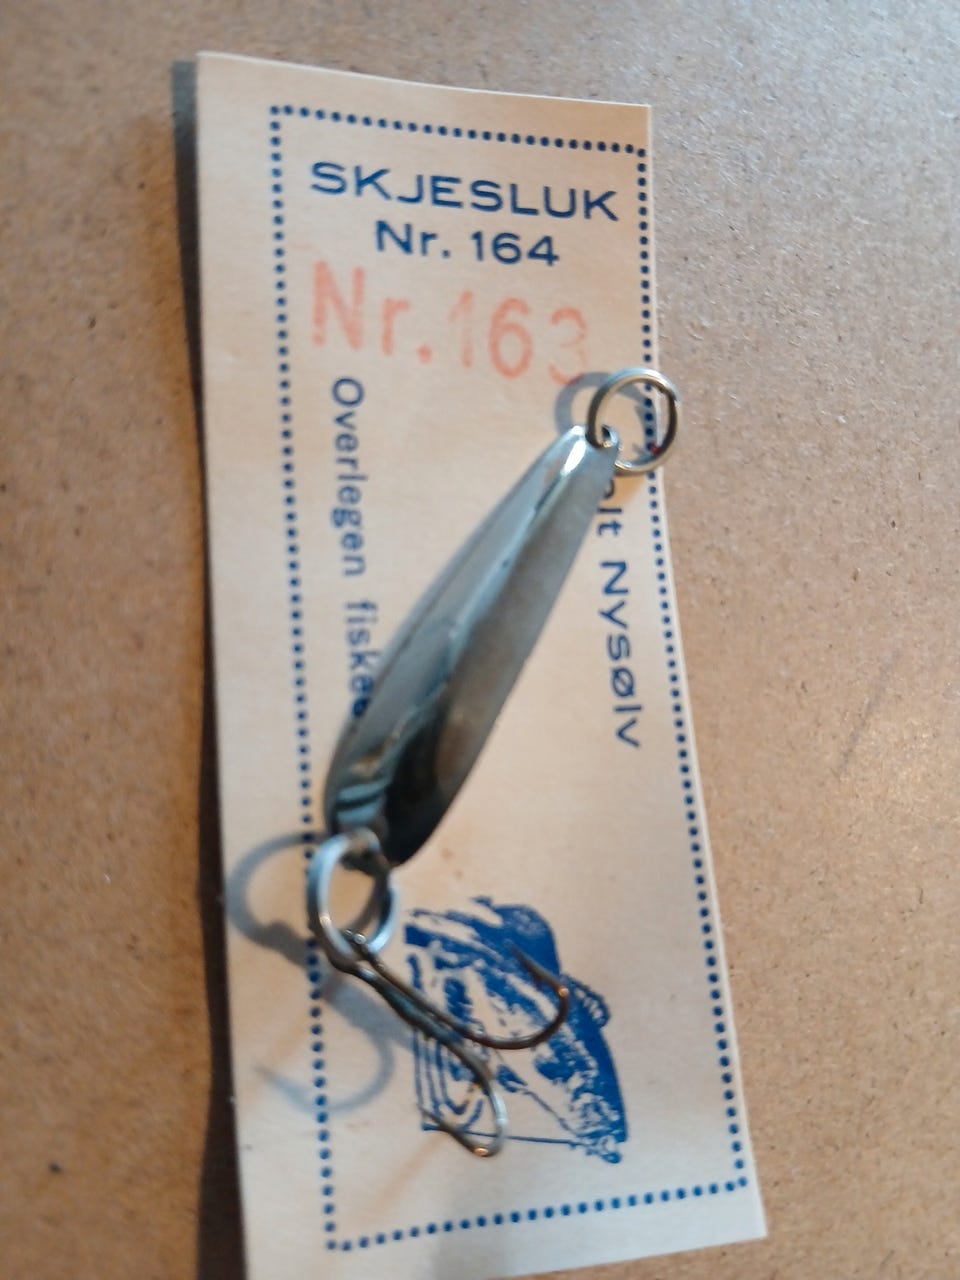 SKJESLUK
Nr. 164
Nr. 163
Overlegen
Nysølv